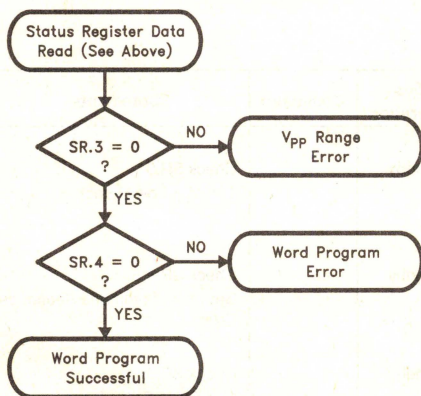 Status Register Data
Read (See Above)
SR.3 = 0
?
NO
VPP Range
Error
YES
SR.4 = 0
?
NO
Word Program
Error
YES
Word Program
Successful